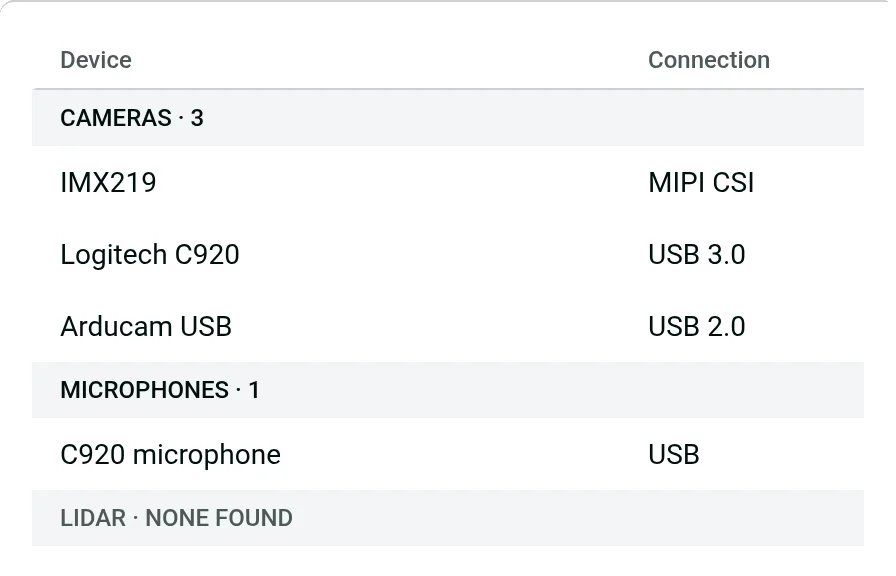 Device Connection
CAMERAS · 3
IMX219 MIPI CSI
Logitech C920 USB 3.0
Arducam USB USB 2.0
MICROPHONES · 1
C920 microphone USB
LIDAR · NONE FOUND